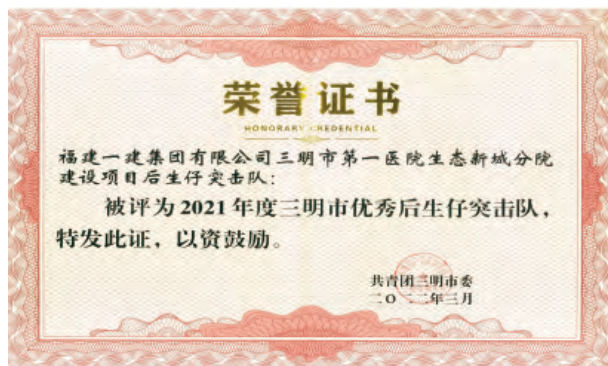 荣誉证书
HONORARY CREDENTIAL
福建一建集团有限公司三明市第一医院生态新城分院
建设项目后生仔突击队：
被评为2021年度三明市优秀后生仔突击队，
特发此证，以资鼓励。
共青团三明市委
二〇二二年三月